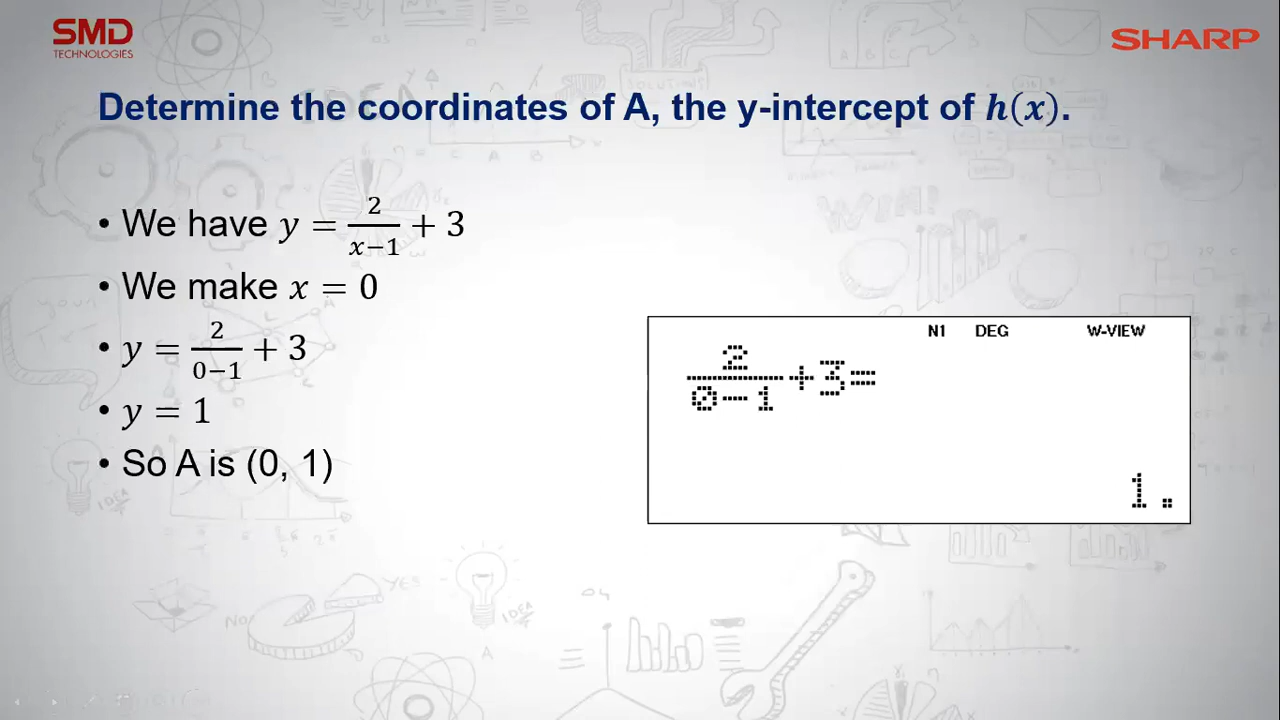 SMD
TECHNOLOGIES
SHARP
Determine the coordinates of A, the y-intercept of h(x).
• We have y = 2/(x−1) + 3
• We make x = 0
• y = 2/(0−1) + 3
• y = 1
• So A is (0, 1)
N1 DEG W-VIEW
2/(0−1)+3=
1.